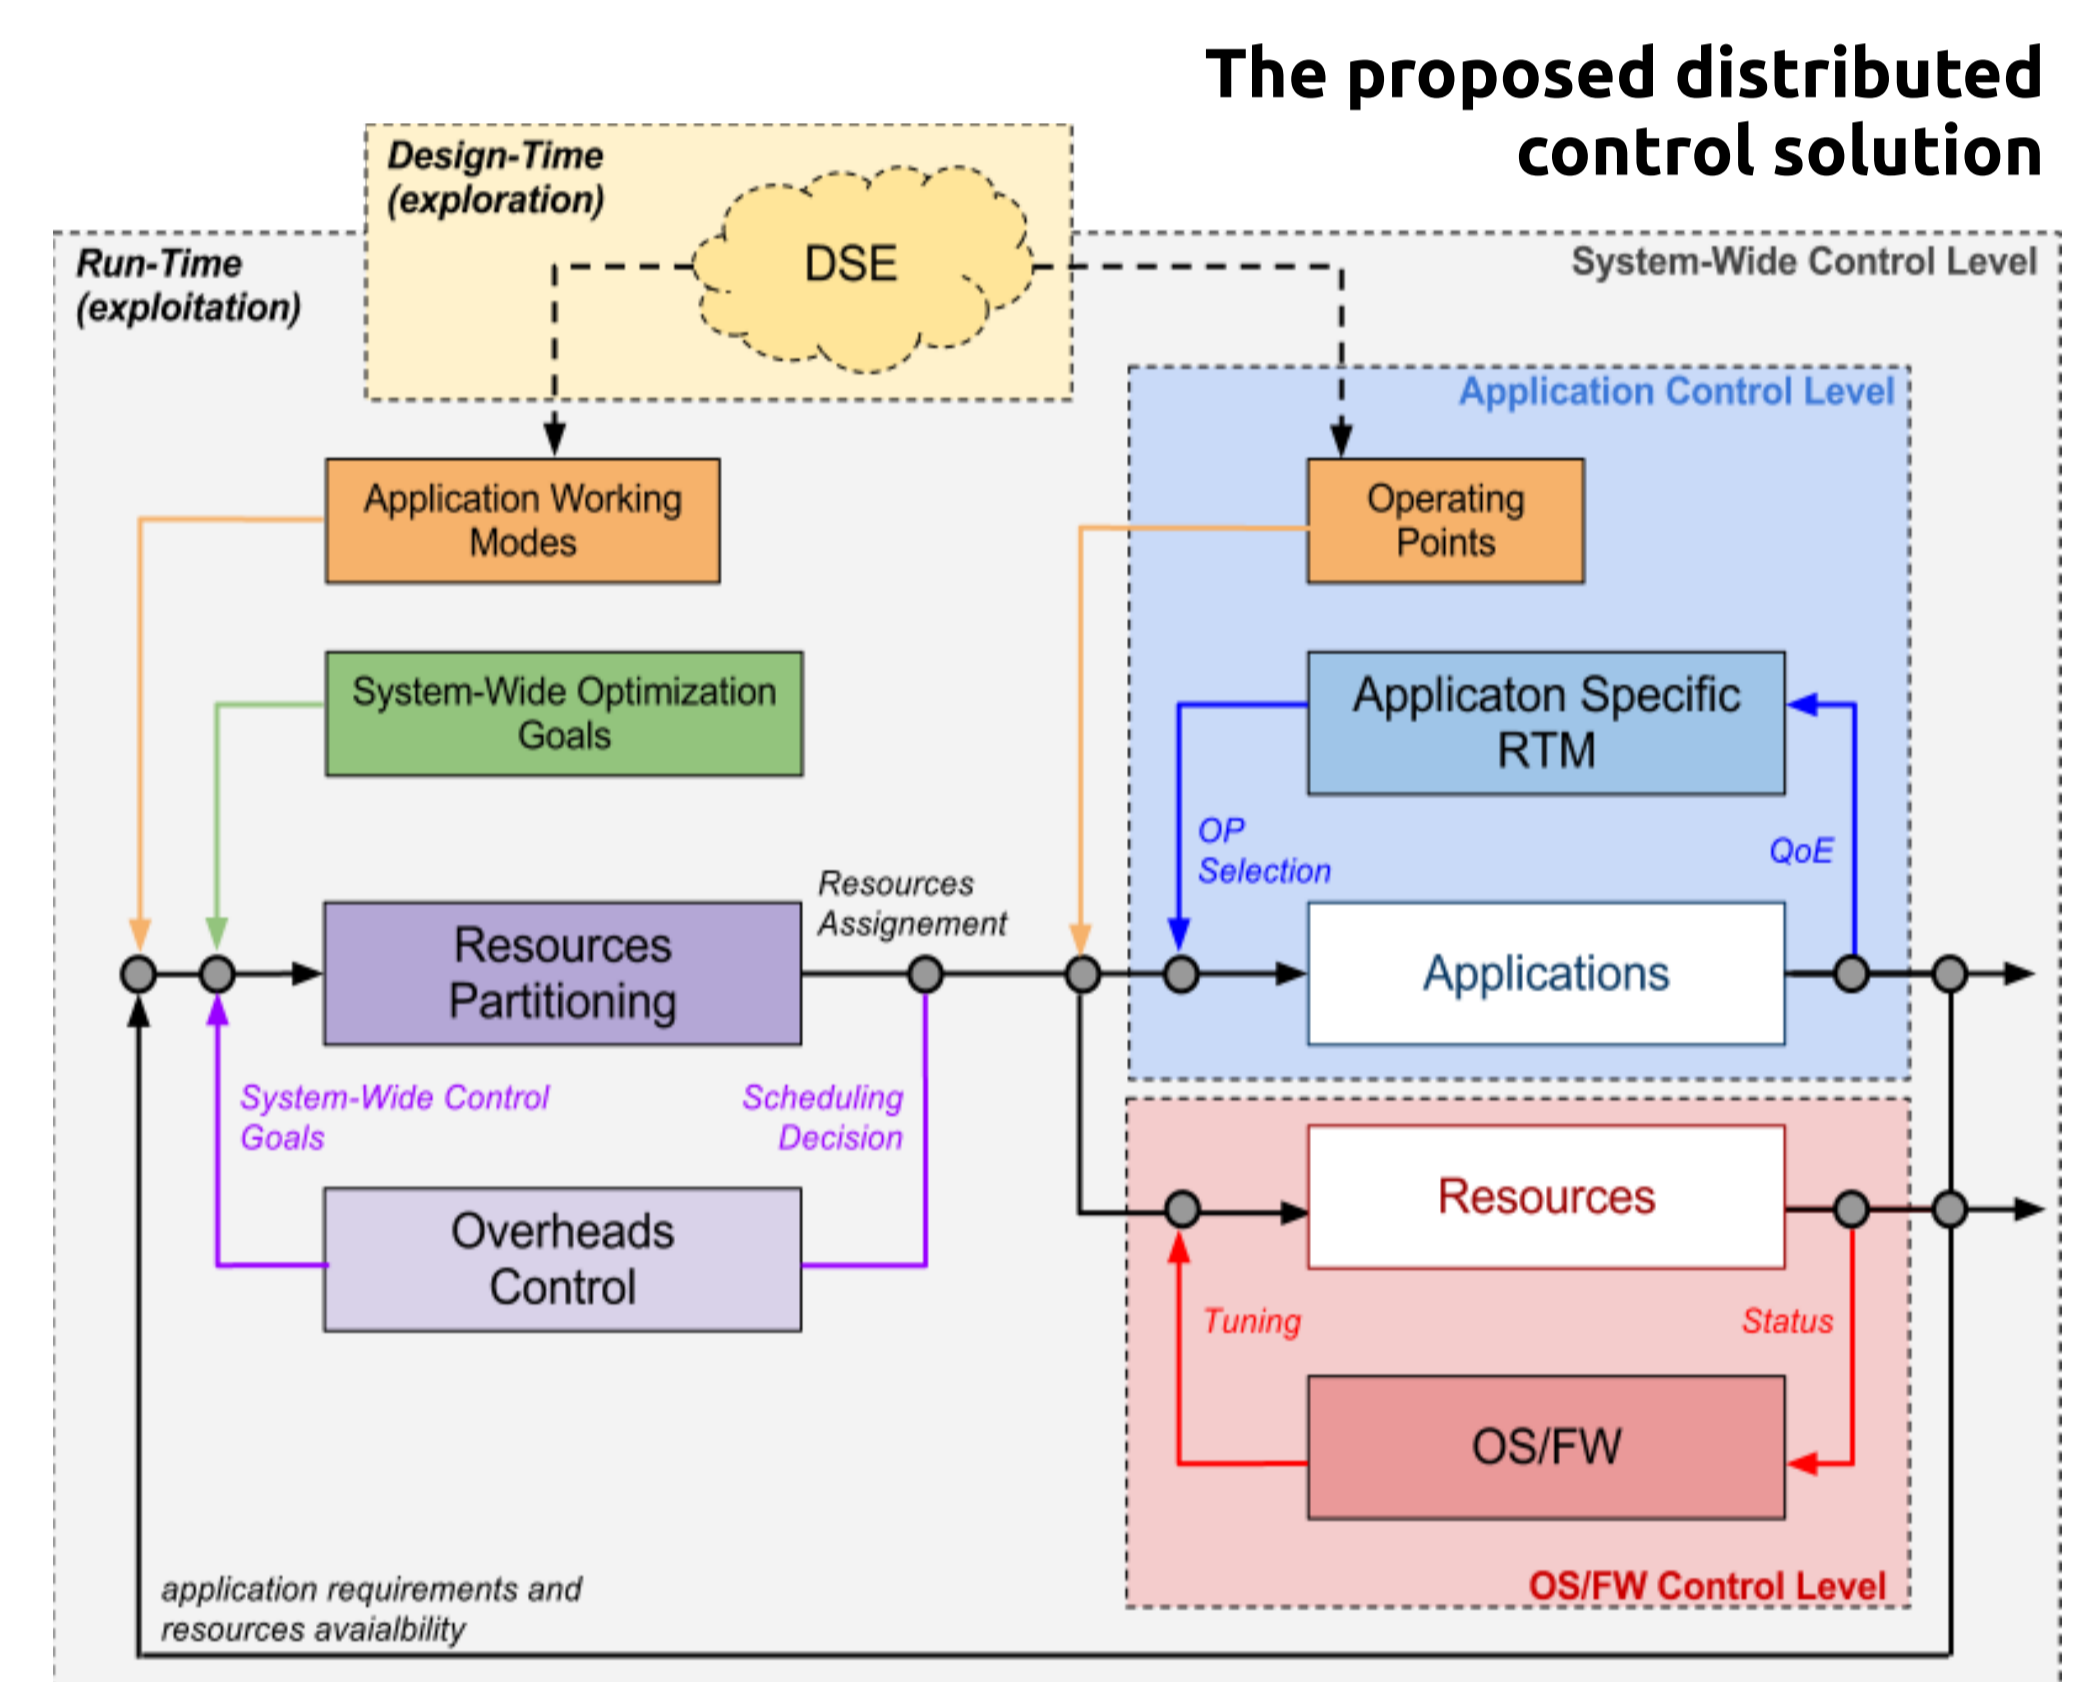 The proposed distributed
control solution
Design-Time
(exploration)
DSE
Run-Time
(exploitation)
System-Wide Control Level
Application Control Level
Application Working
Modes
Operating
Points
System-Wide Optimization
Goals
Applicaton Specific
RTM
OP
Selection
QoE
Resources
Assignement
Resources
Partitioning
Applications
System-Wide Control
Goals
Scheduling
Decision
Resources
Overheads
Control
Tuning
Status
OS/FW
OS/FW Control Level
application requirements and
resources avaialbility